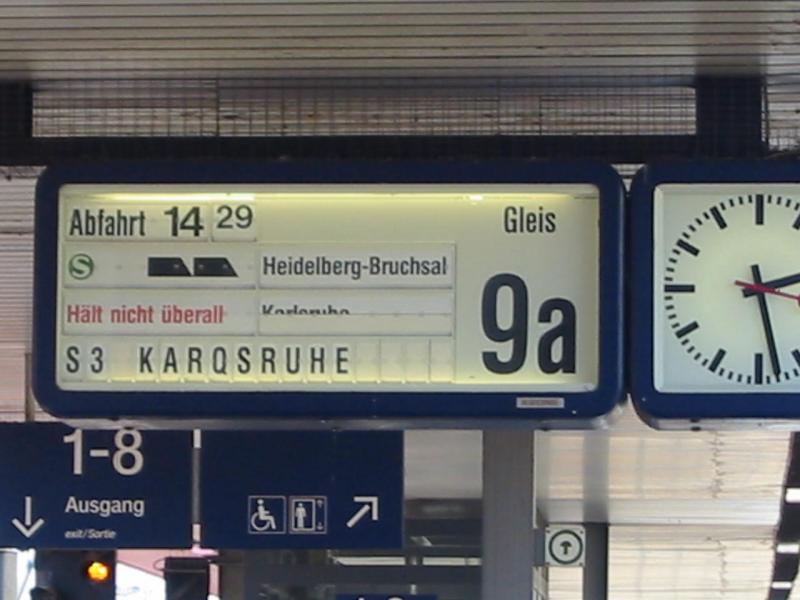 Abfahrt 14 29 Gleis
S Heidelberg-Bruchsal
9a
Hält nicht überall
S3 KARQSRUHE
1-8
Ausgang
exit/Sortie